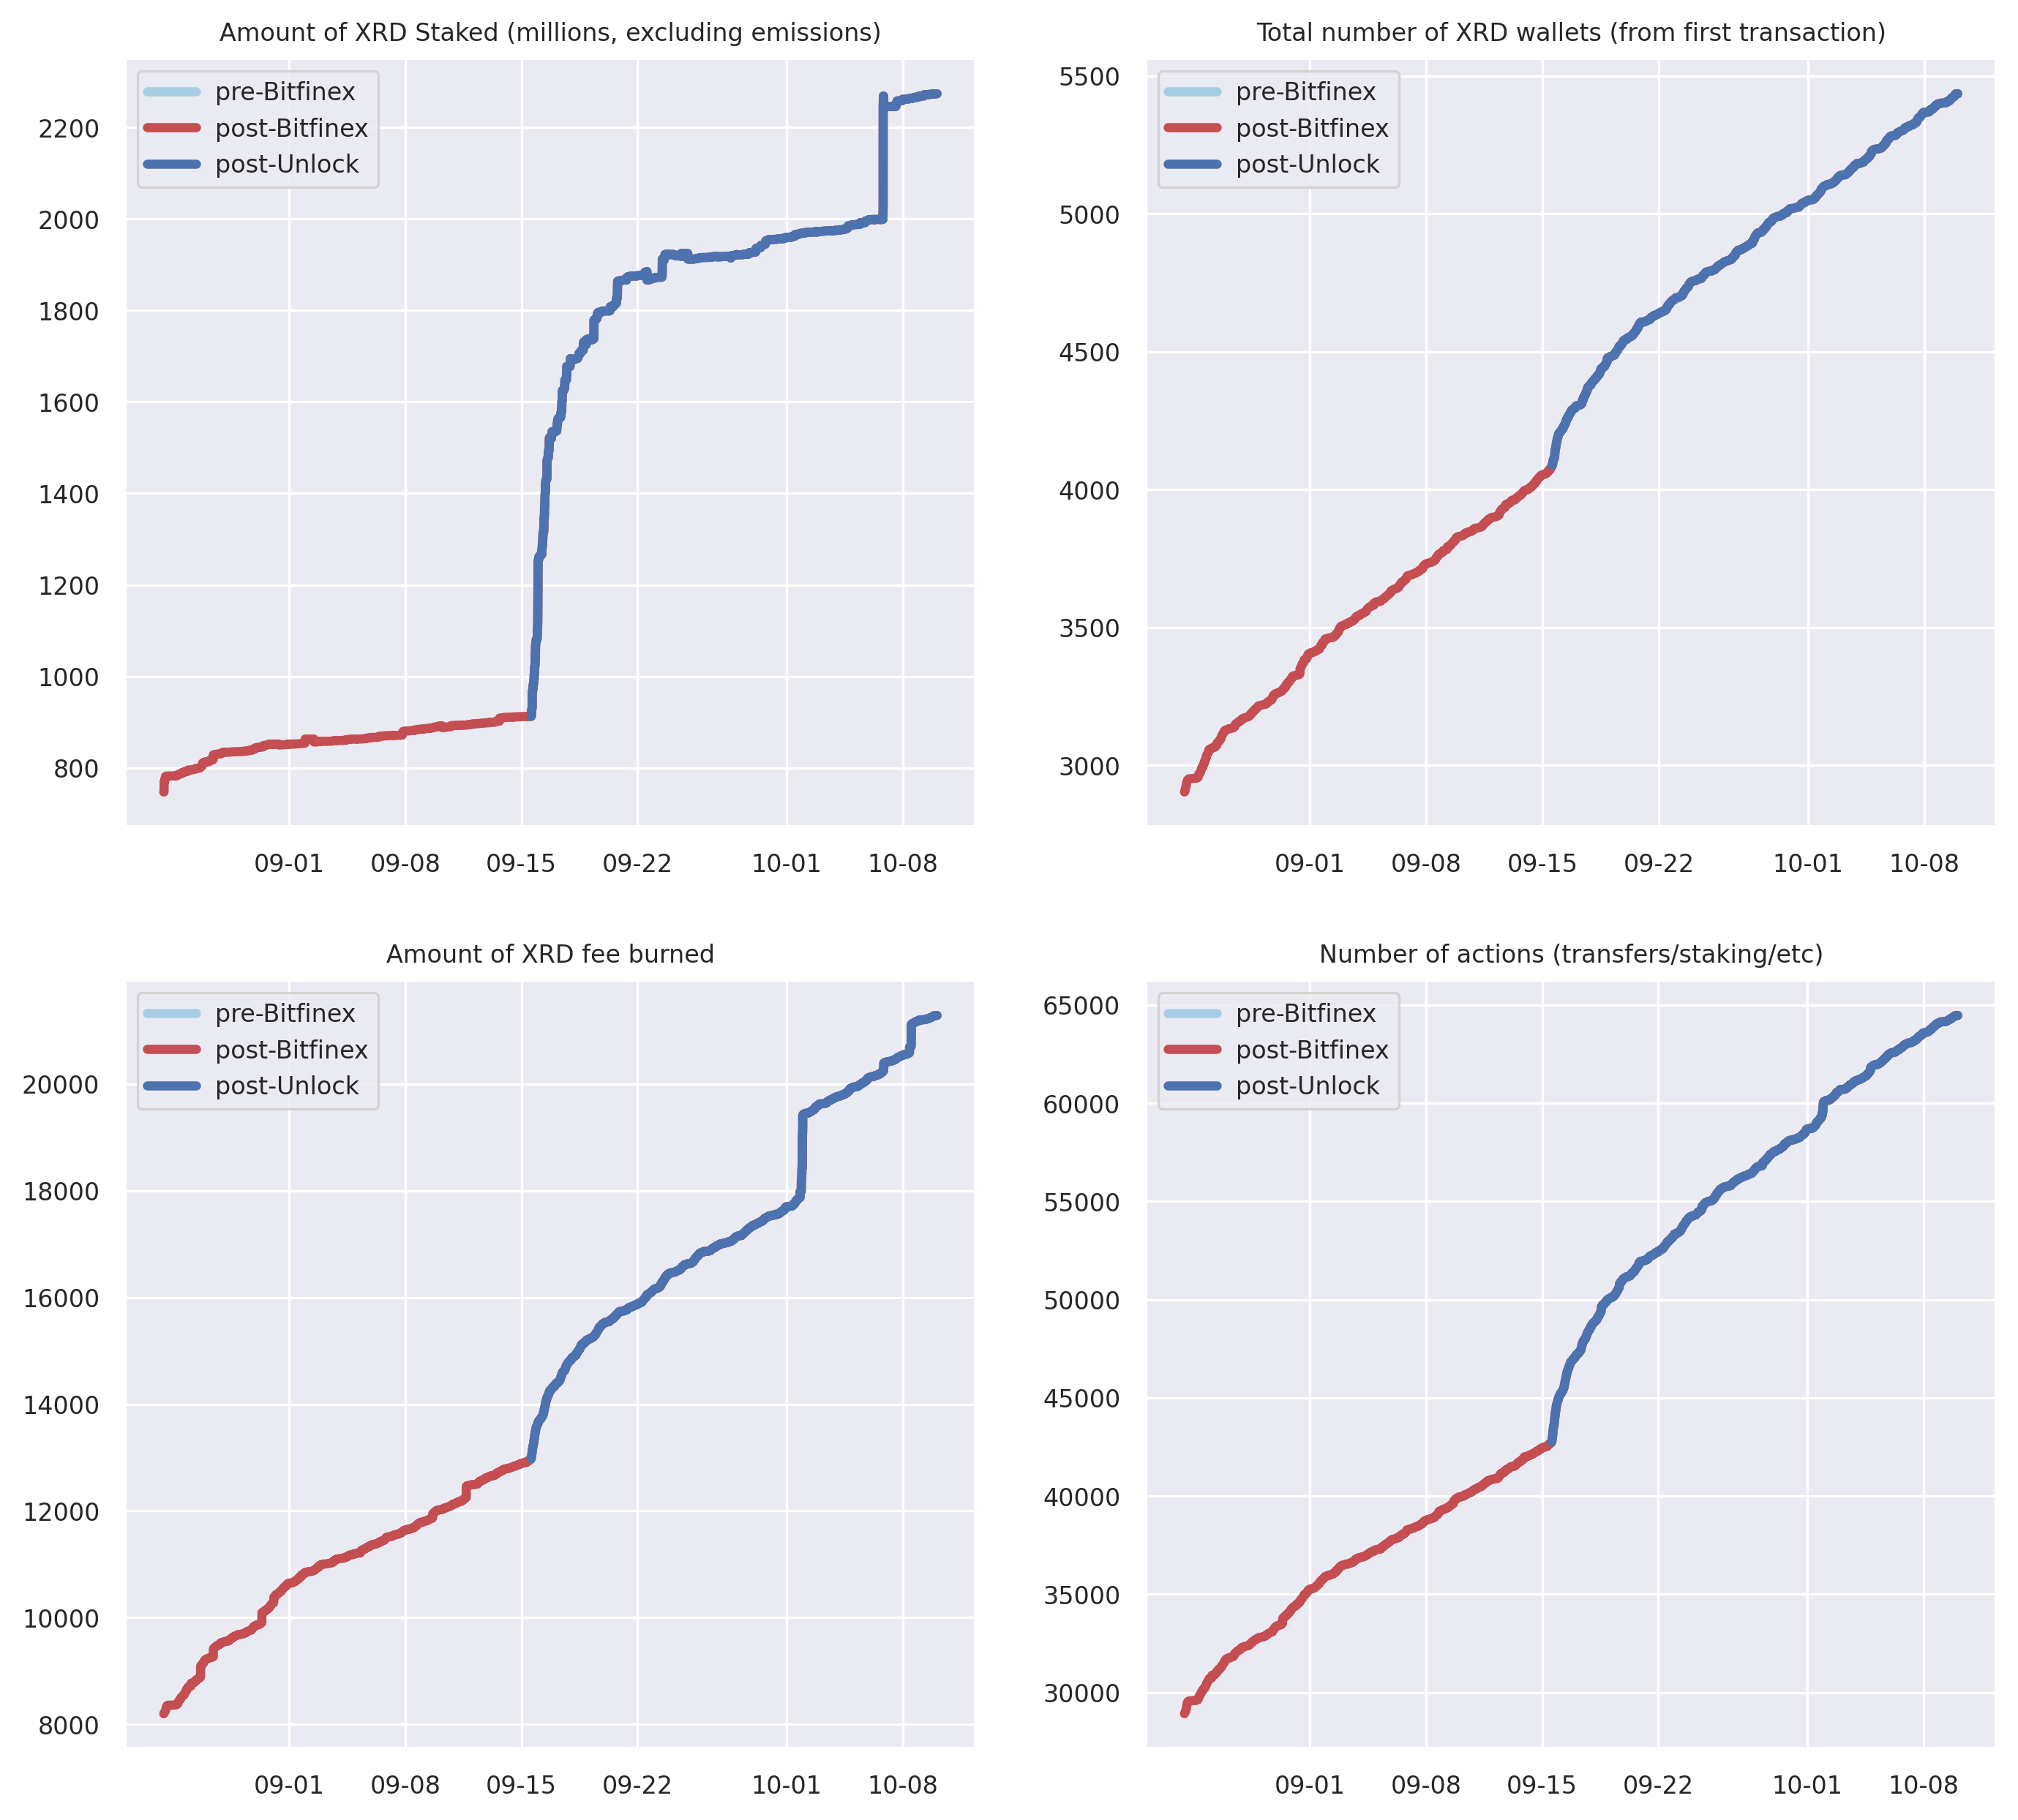 Amount of XRD Staked (millions, excluding emissions)
pre-Bitfinex
post-Bitfinex
post-Unlock
2200
2000
1800
1600
1400
1200
1000
800
09-01 09-08 09-15 09-22 10-01 10-08
Total number of XRD wallets (from first transaction)
pre-Bitfinex
post-Bitfinex
post-Unlock
5500
5000
4500
4000
3500
3000
09-01 09-08 09-15 09-22 10-01 10-08
Amount of XRD fee burned
pre-Bitfinex
post-Bitfinex
post-Unlock
20000
18000
16000
14000
12000
10000
8000
09-01 09-08 09-15 09-22 10-01 10-08
Number of actions (transfers/staking/etc)
pre-Bitfinex
post-Bitfinex
post-Unlock
65000
60000
55000
50000
45000
40000
35000
30000
09-01 09-08 09-15 09-22 10-01 10-08